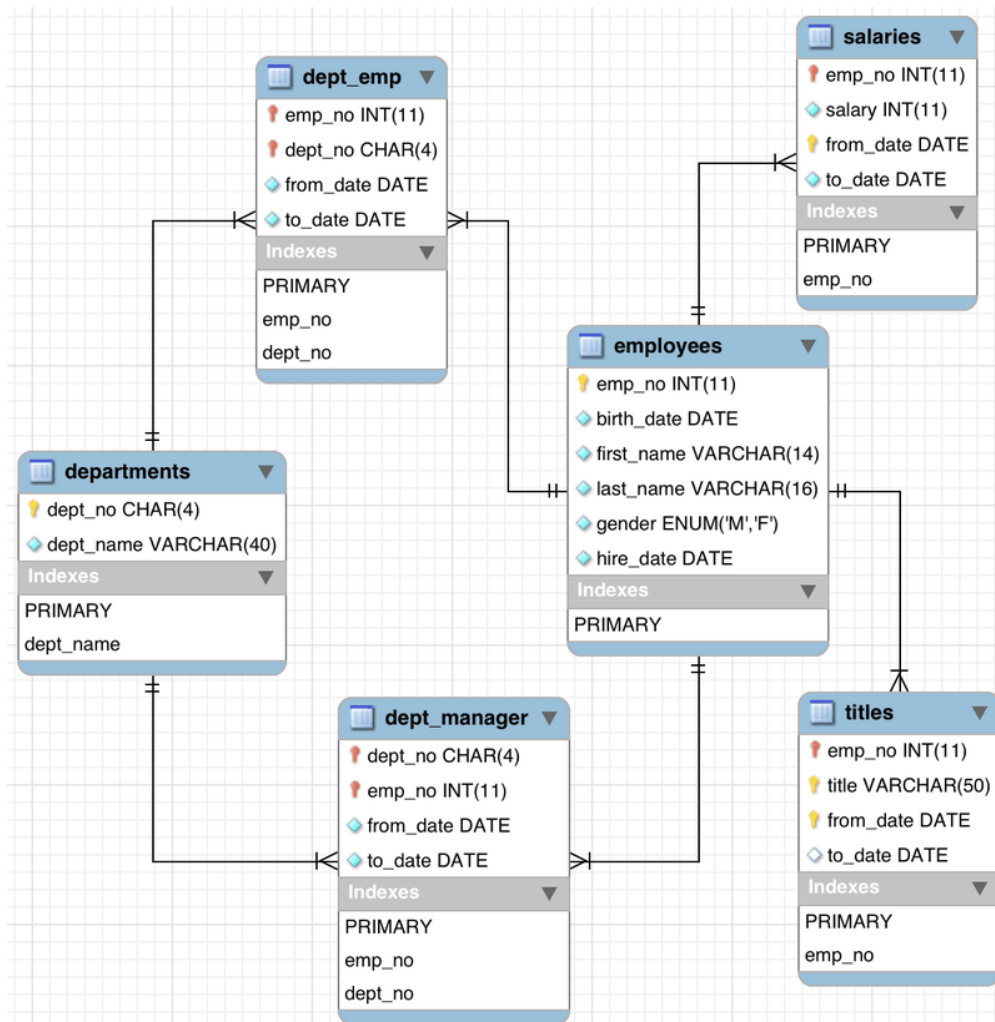 dept_emp
emp_no INT(11)
dept_no CHAR(4)
from_date DATE
to_date DATE
Indexes
PRIMARY
emp_no
dept_no
salaries
emp_no INT(11)
salary INT(11)
from_date DATE
to_date DATE
Indexes
PRIMARY
emp_no
employees
emp_no INT(11)
birth_date DATE
first_name VARCHAR(14)
last_name VARCHAR(16)
gender ENUM('M','F')
hire_date DATE
Indexes
PRIMARY
departments
dept_no CHAR(4)
dept_name VARCHAR(40)
Indexes
PRIMARY
dept_name
dept_manager
dept_no CHAR(4)
emp_no INT(11)
from_date DATE
to_date DATE
Indexes
PRIMARY
emp_no
dept_no
titles
emp_no INT(11)
title VARCHAR(50)
from_date DATE
to_date DATE
Indexes
PRIMARY
emp_no